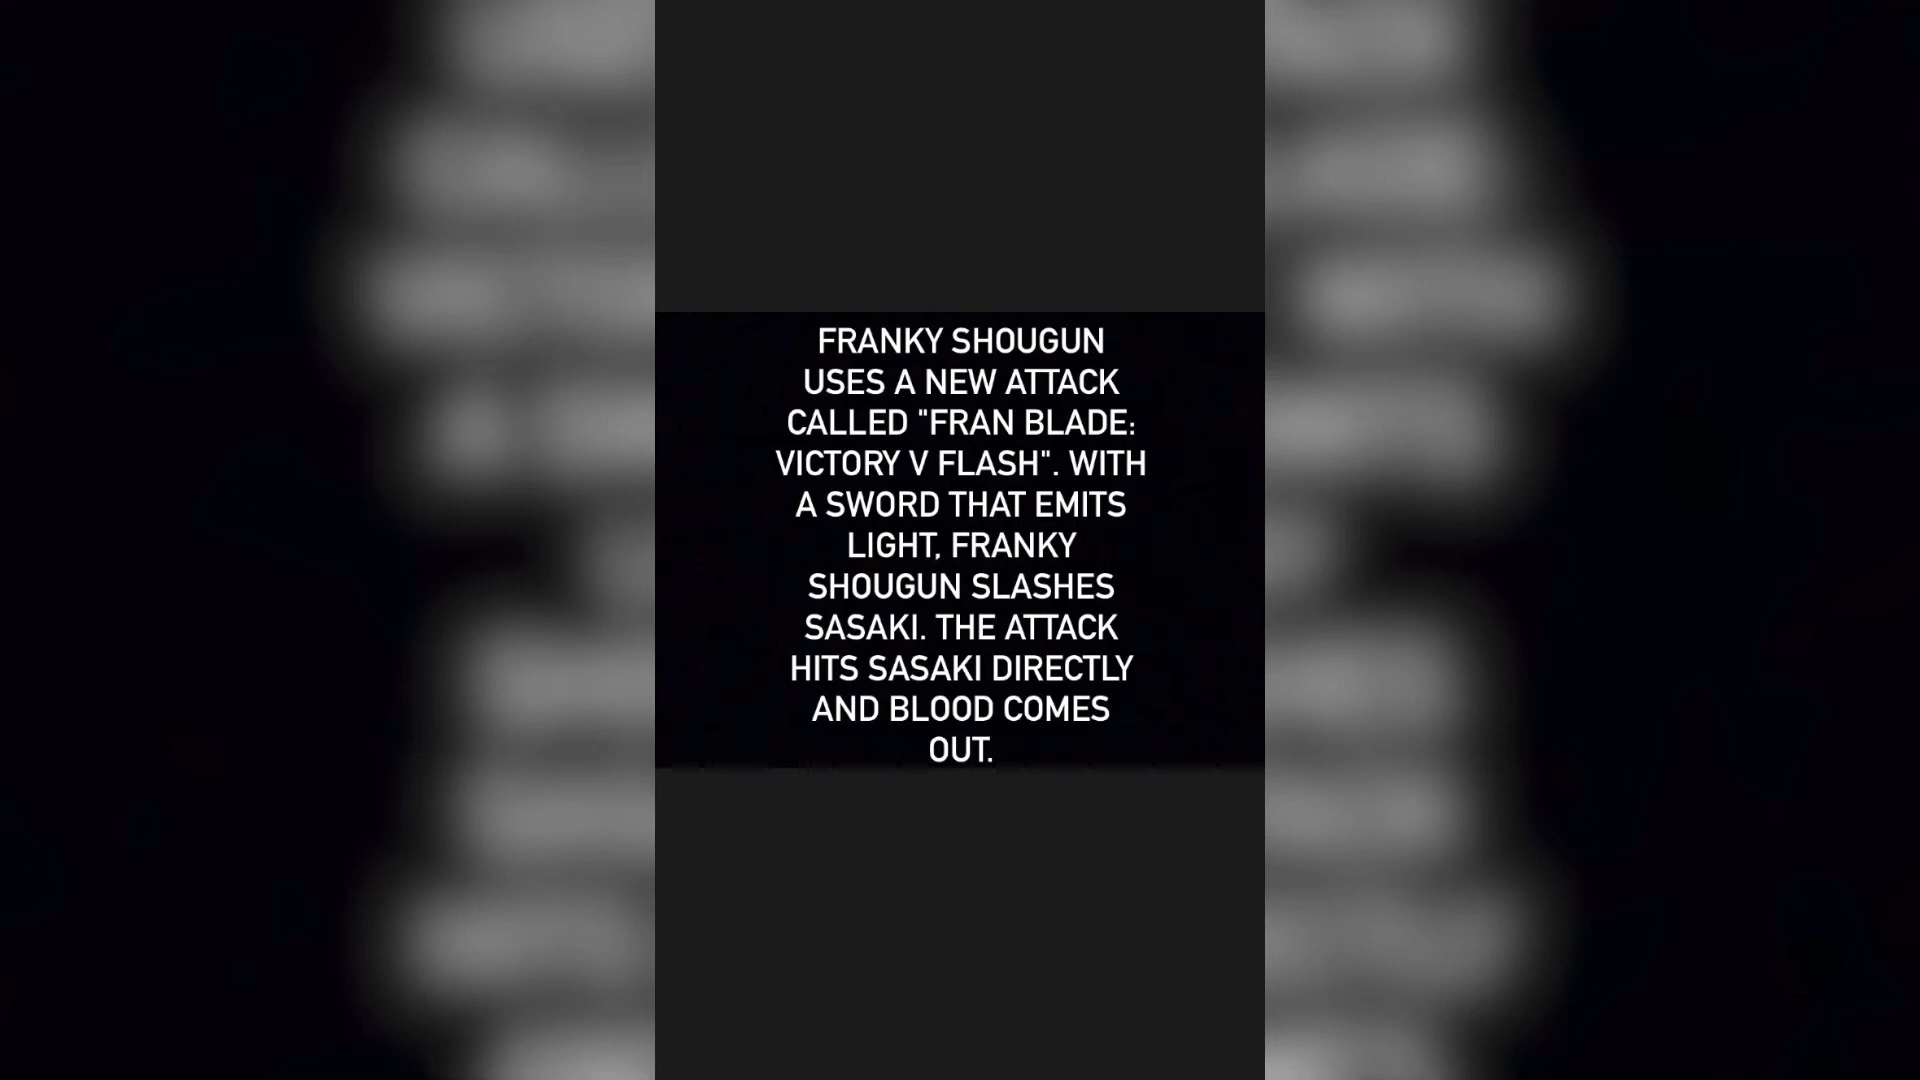 FRANKY SHOUGUN
USES A NEW ATTACK
CALLED "FRAN BLADE:
VICTORY V FLASH". WITH
A SWORD THAT EMITS
LIGHT, FRANKY
SHOUGUN SLASHES
SASAKI. THE ATTACK
HITS SASAKI DIRECTLY
AND BLOOD COMES
OUT.